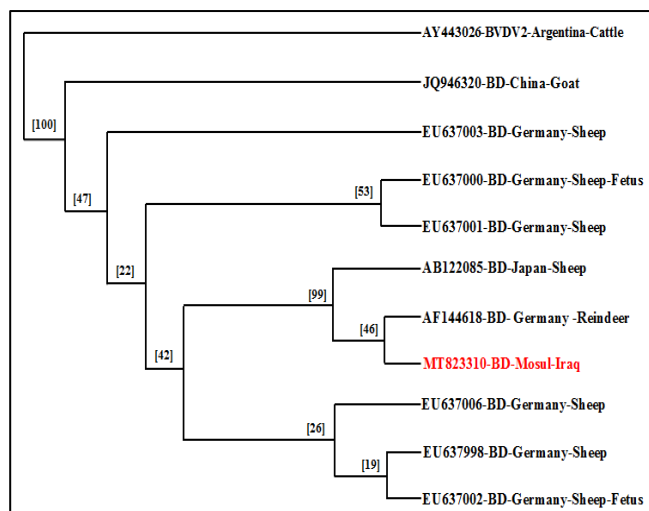 AY443026-BVDV2-Argentina-Cattle
JQ946320-BD-China-Goat
[100]
EU637003-BD-Germany-Sheep
EU637000-BD-Germany-Sheep-Fetus
[53]
[47]
EU637001-BD-Germany-Sheep
AB122085-BD-Japan-Sheep
[22]
[99]
AF144618-BD- Germany -Reindeer
[46]
[42]
MT823310-BD-Mosul-Iraq
EU637006-BD-Germany-Sheep
[26]
EU637998-BD-Germany-Sheep
[19]
EU637002-BD-Germany-Sheep-Fetus